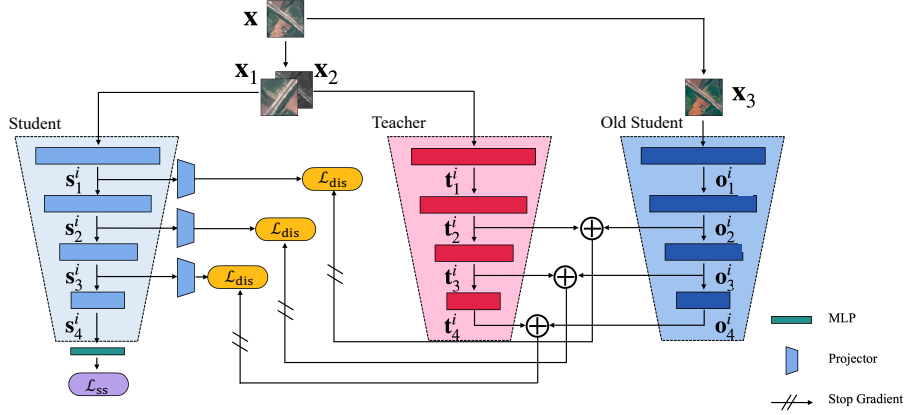 x
x₁
x₂
x₃
Student
Teacher
Old Student
s₁ⁱ
t₁ⁱ
o₁ⁱ
ℒdis
s₂ⁱ
t₂ⁱ
o₂ⁱ
ℒdis
s₃ⁱ
t₃ⁱ
o₃ⁱ
ℒdis
s₄ⁱ
t₄ⁱ
o₄ⁱ
ℒss
MLP
Projector
Stop Gradient